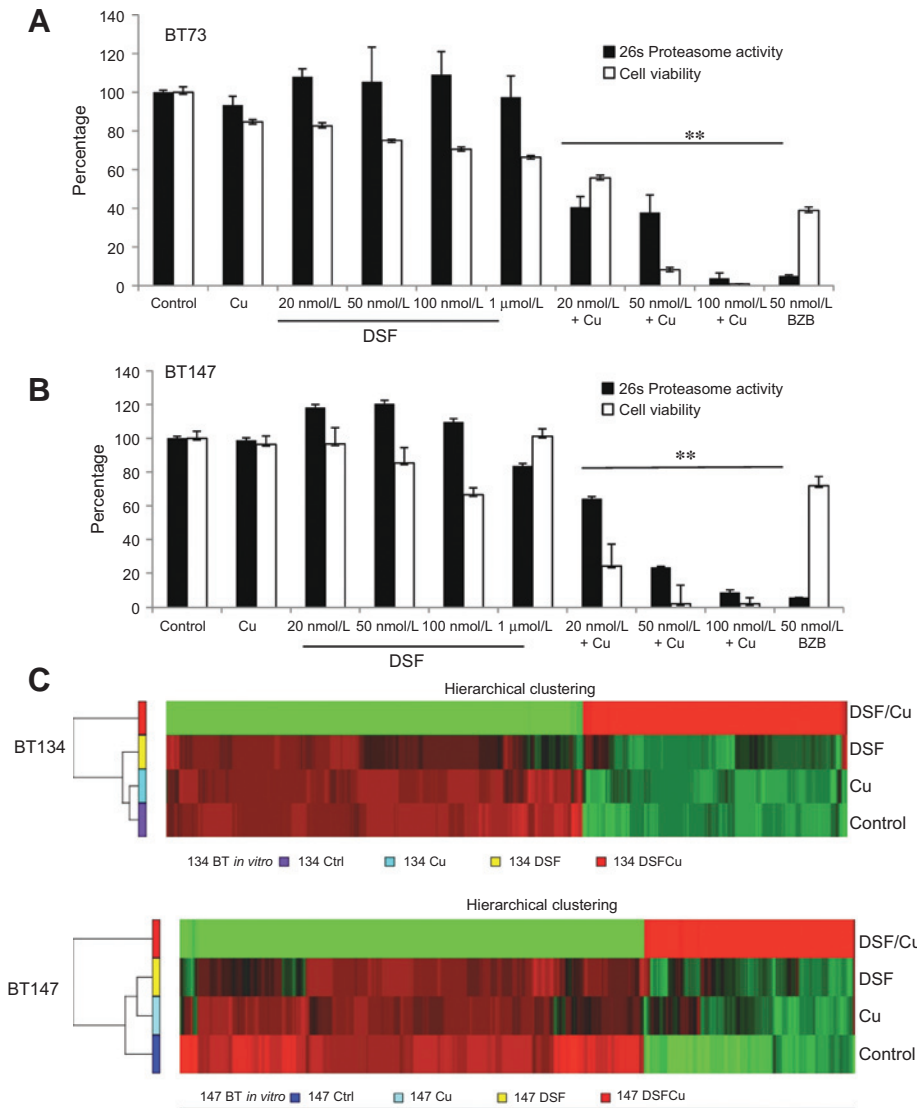 A
BT73
140
120
100
80
60
40
20
0
Percentage
26s Proteasome activity
Cell viability
**
Control Cu 20 nmol/L 50 nmol/L 100 nmol/L 1 µmol/L 20 nmol/L 50 nmol/L 100 nmol/L 50 nmol/L
+ Cu + Cu + Cu BZB
DSF
B
BT147
140
120
100
80
60
40
20
0
Percentage
26s Proteasome activity
Cell viability
**
Control Cu 20 nmol/L 50 nmol/L 100 nmol/L 1 µmol/L 20 nmol/L 50 nmol/L 100 nmol/L 50 nmol/L
+ Cu + Cu + Cu BZB
DSF
C
Hierarchical clustering
BT134
DSF/Cu
DSF
Cu
Control
134 BT in vitro 134 Ctrl 134 Cu 134 DSF 134 DSFCu
Hierarchical clustering
BT147
DSF/Cu
DSF
Cu
Control
147 BT in vitro 147 Ctrl 147 Cu 147 DSF 147 DSFCu